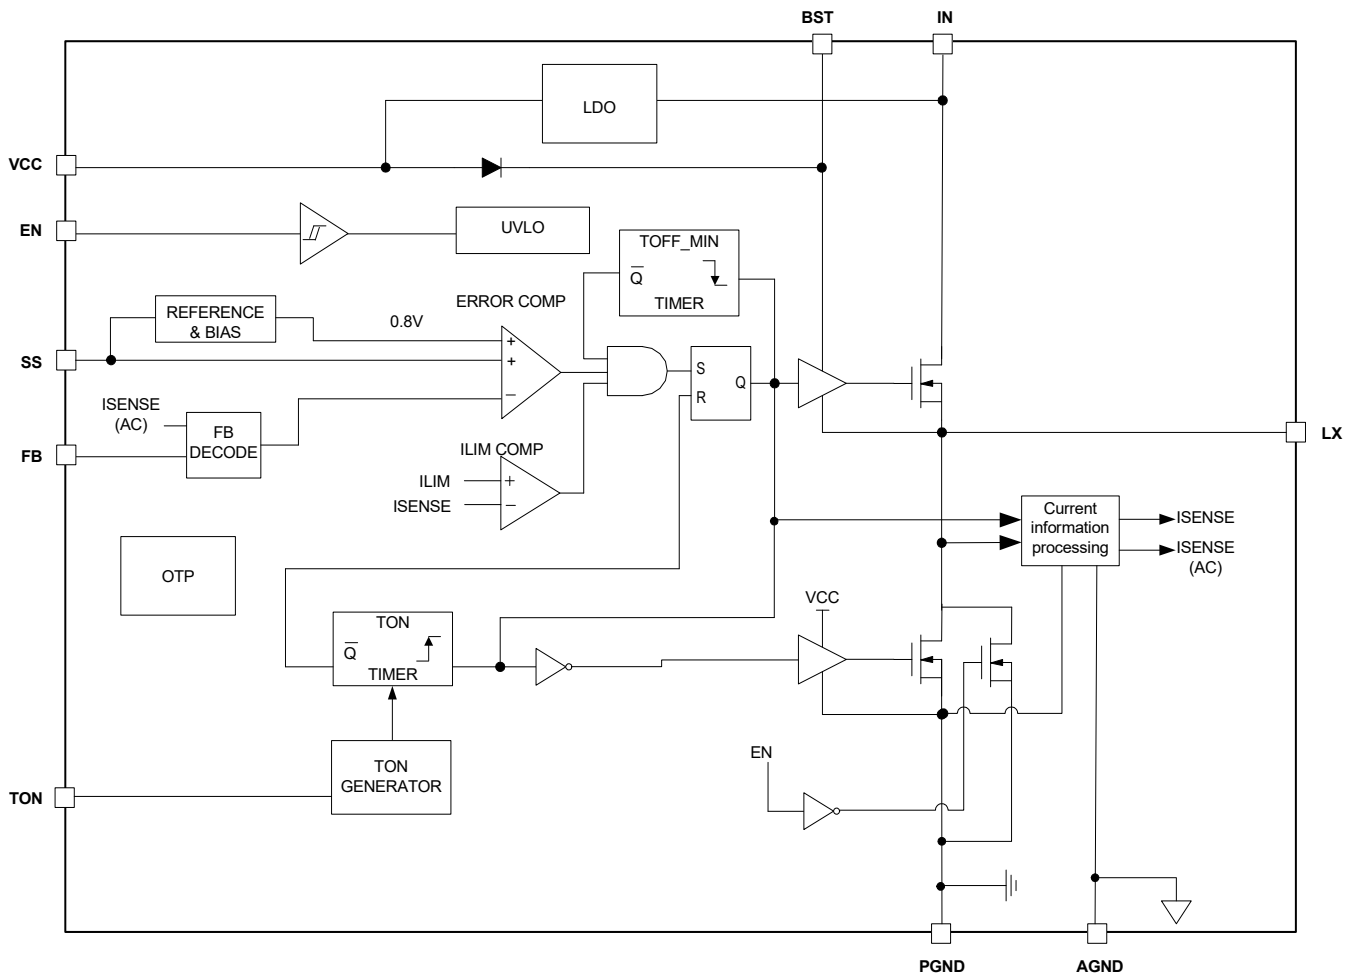 BST
IN
LDO
VCC
EN
UVLO
TOFF_MIN
Q
TIMER
ERROR COMP
REFERENCE
& BIAS
0.8V
+
SS
+
S
Q
R
−
ISENSE
(AC)
FB
DECODE
FB
LX
ILIM COMP
ILIM
+
ISENSE
−
Current
information
processing
ISENSE
ISENSE
(AC)
OTP
VCC
TON
Q
TIMER
EN
TON
GENERATOR
TON
PGND
AGND